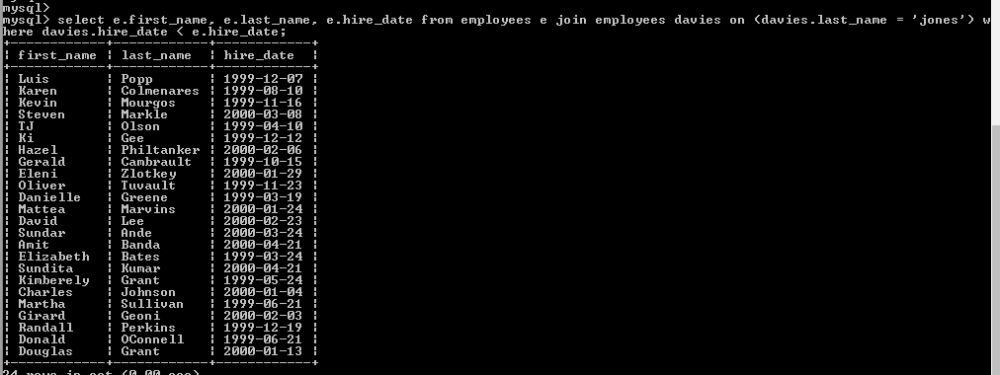 mysql>
mysql> select e.first_name, e.last_name, e.hire_date from employees e join employees davies on (davies.last_name = 'jones') w
here davies.hire_date < e.hire_date;
+------------+------------+------------+
| first_name | last_name | hire_date |
+------------+------------+------------+
| Luis | Popp | 1999-12-07 |
| Karen | Colmenares | 1999-08-10 |
| Kevin | Mourgos | 1999-11-16 |
| Steven | Markle | 2000-03-08 |
| TJ | Olson | 1999-04-10 |
| Ki | Gee | 1999-12-12 |
| Hazel | Philtanker | 2000-02-06 |
| Gerald | Cambrault | 1999-10-15 |
| Eleni | Zlotkey | 2000-01-29 |
| Oliver | Tuvault | 1999-11-23 |
| Danielle | Greene | 1999-03-19 |
| Mattea | Marvins | 2000-01-24 |
| David | Lee | 2000-02-23 |
| Sundar | Ande | 2000-03-24 |
| Amit | Banda | 2000-04-21 |
| Elizabeth | Bates | 1999-03-24 |
| Sundita | Kumar | 2000-04-21 |
| Kimberely | Grant | 1999-05-24 |
| Charles | Johnson | 2000-01-04 |
| Martha | Sullivan | 1999-06-21 |
| Girard | Geoni | 2000-02-03 |
| Randall | Perkins | 1999-12-19 |
| Donald | OConnell | 1999-06-21 |
| Douglas | Grant | 2000-01-13 |
+------------+------------+------------+
24 rows in set (0.00 sec)